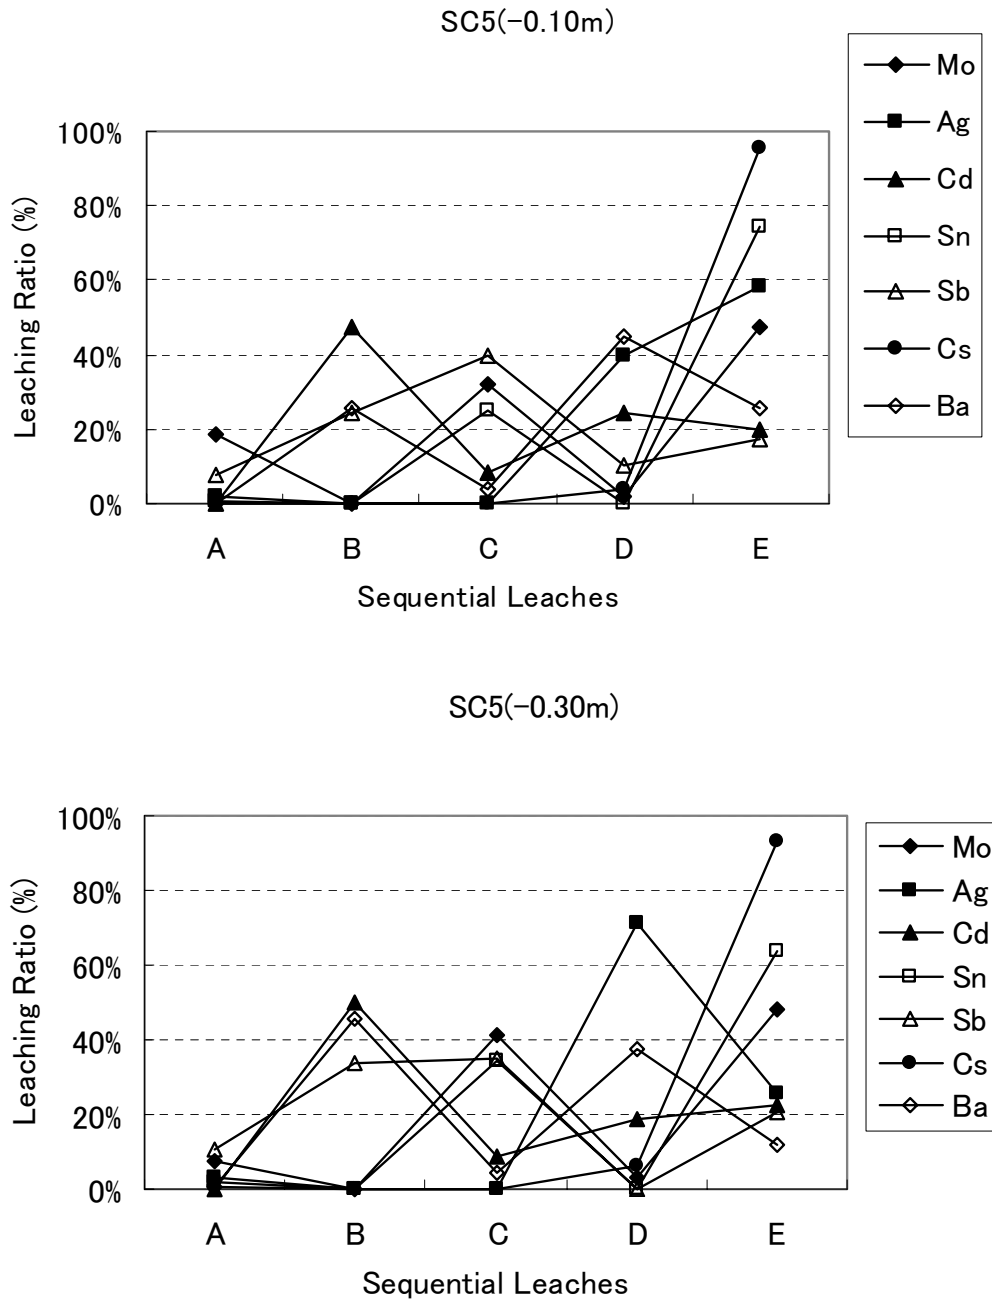 SC5(-0.10m)
Leaching Ratio (%)
100%
80%
60%
40%
20%
0%
A B C D E
Sequential Leaches
Mo
Ag
Cd
Sn
Sb
Cs
Ba
SC5(-0.30m)
Leaching Ratio (%)
100%
80%
60%
40%
20%
0%
A B C D E
Sequential Leaches
Mo
Ag
Cd
Sn
Sb
Cs
Ba